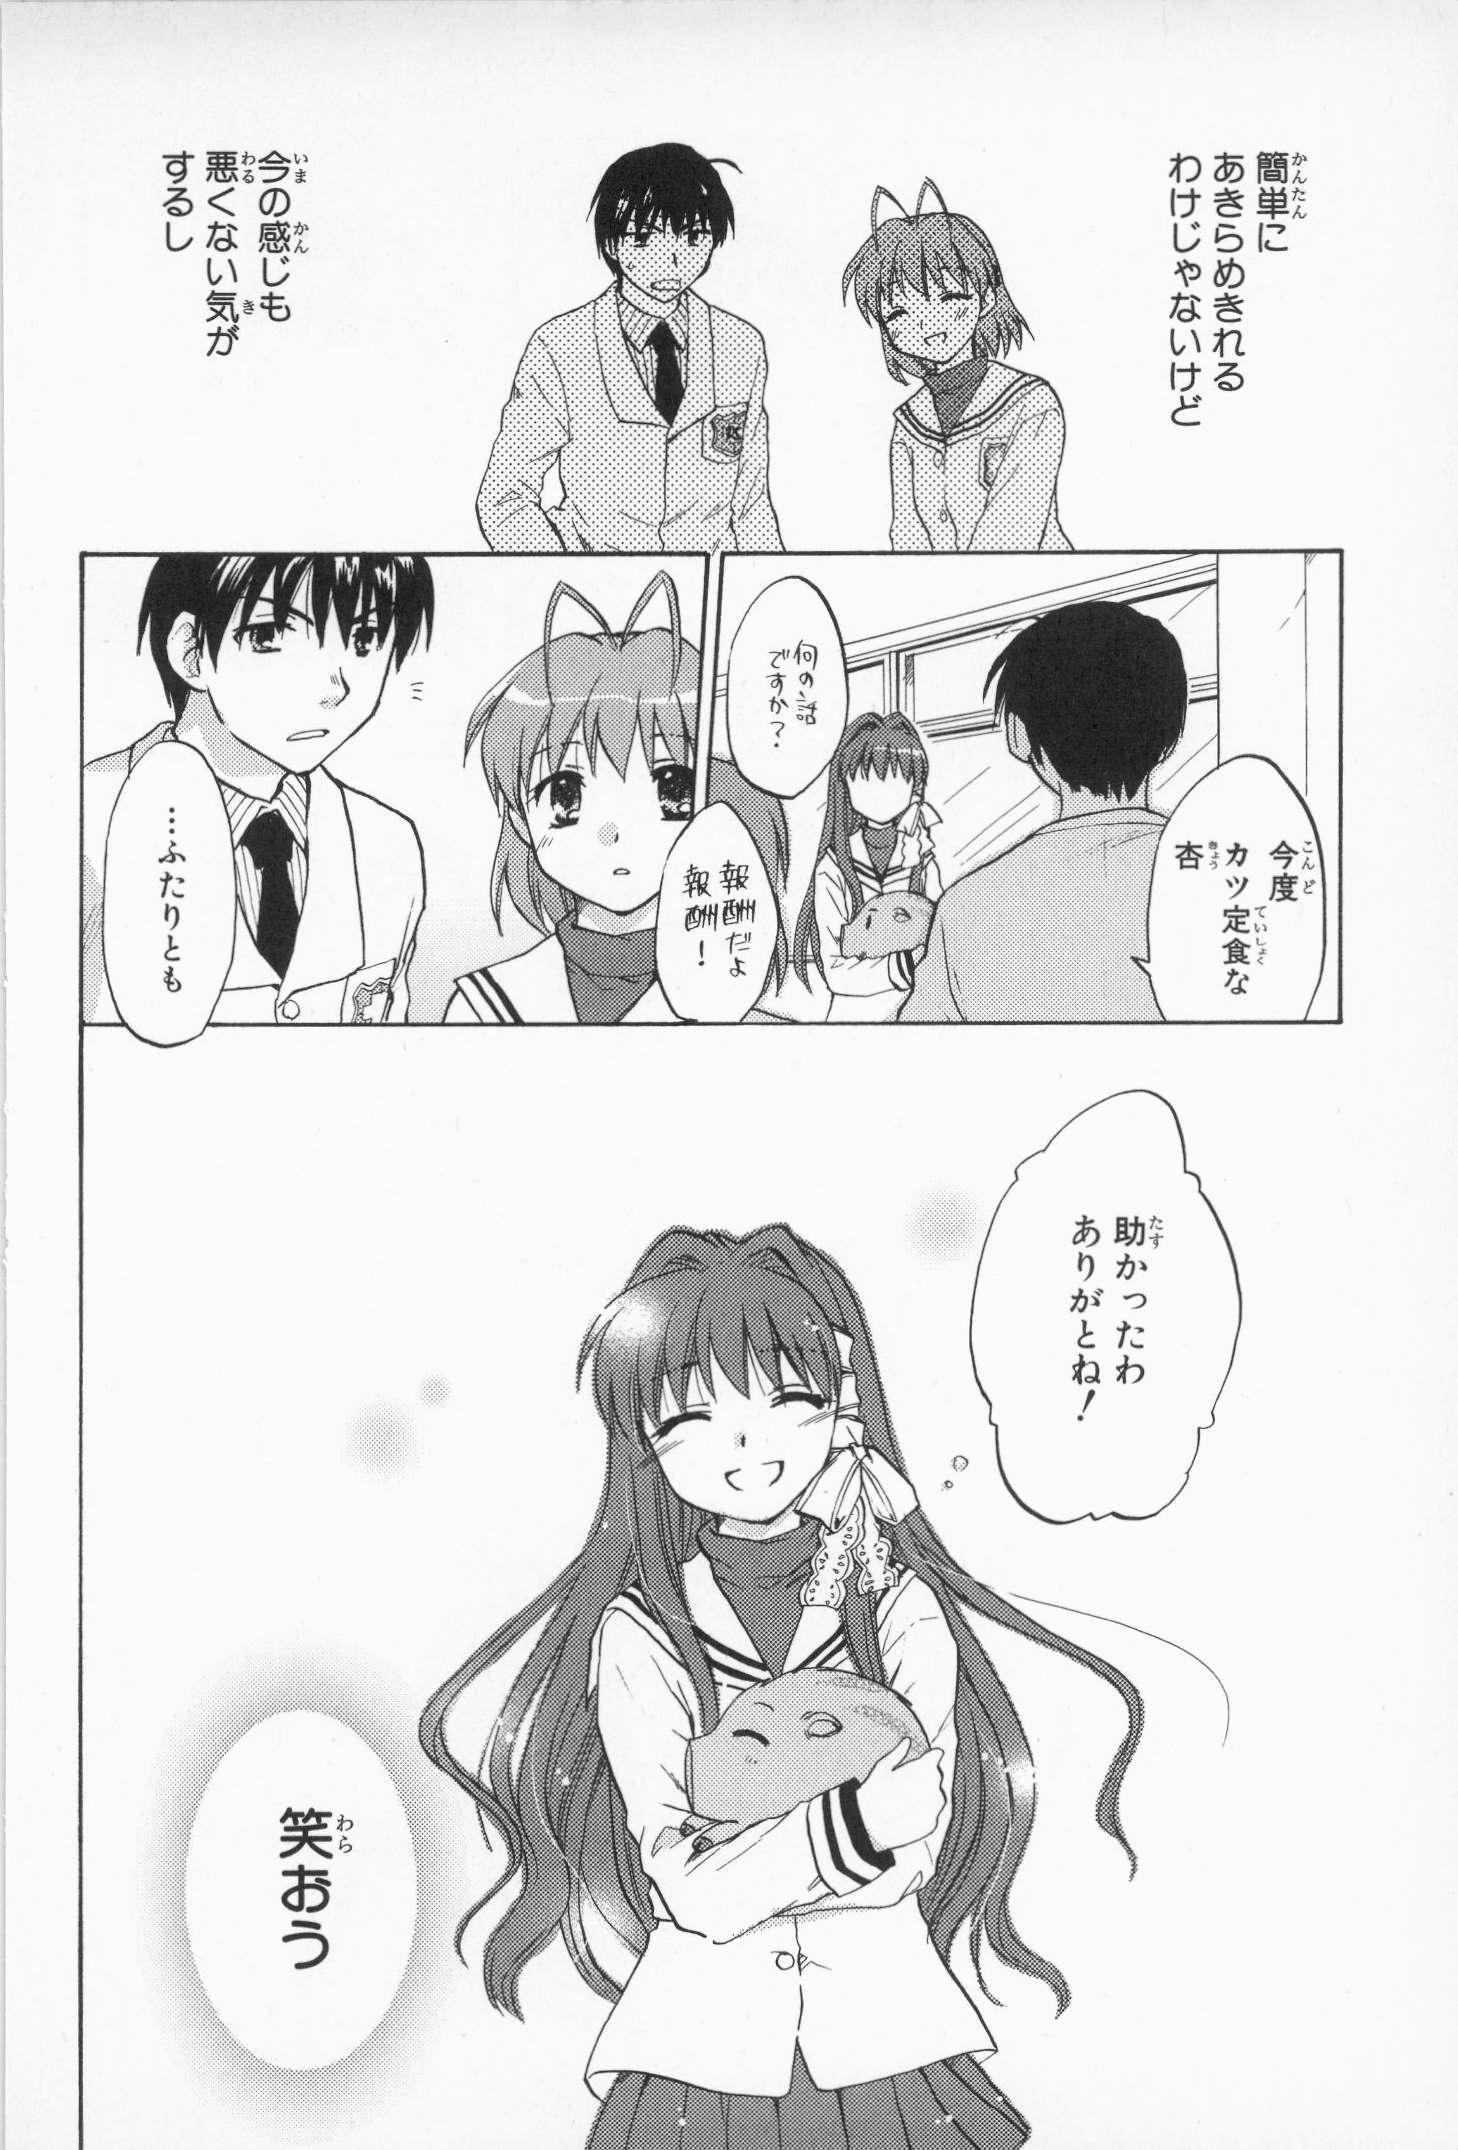 簡単に
あきらめきれる
わけじゃないけど
今の感じも
悪くない気が
するし
今度
カツ定食な
杏
何の話
ですか?
報酬だよ
報酬!
…ふたりとも
助かったわ
ありがとね!
笑おう